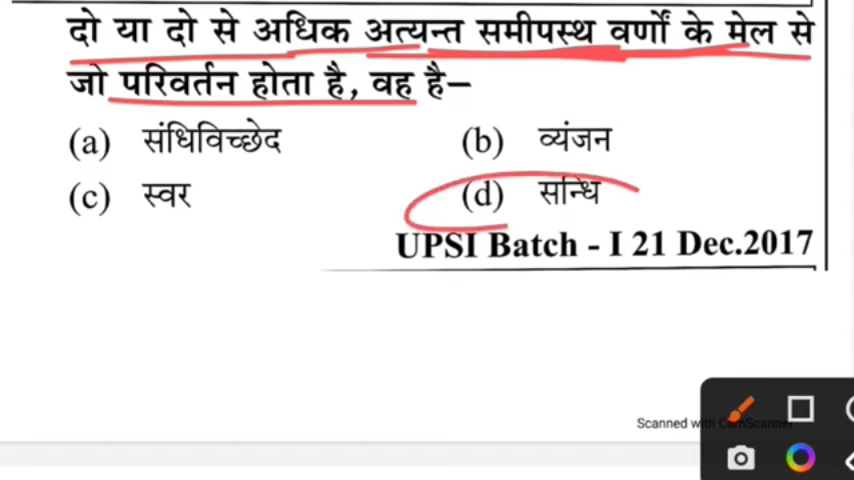 दो या दो से अधिक अत्यन्त समीपस्थ वर्णों के मेल से
जो परिवर्तन होता है, वह है–
(a) संधिविच्छेद (b) व्यंजन
(c) स्वर (d) सन्धि
UPSI Batch - I 21 Dec.2017
Scanned with CamScanner